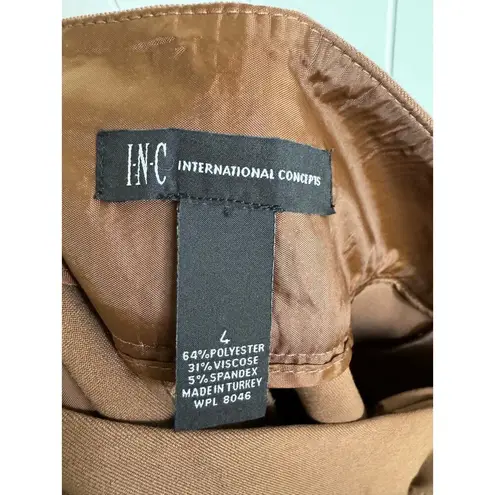 I·N·C INTERNATIONAL CONCEPTS
4
64%POLYESTER
31%VISCOSE
5%SPANDEX
MADE IN TURKEY
WPL 8046